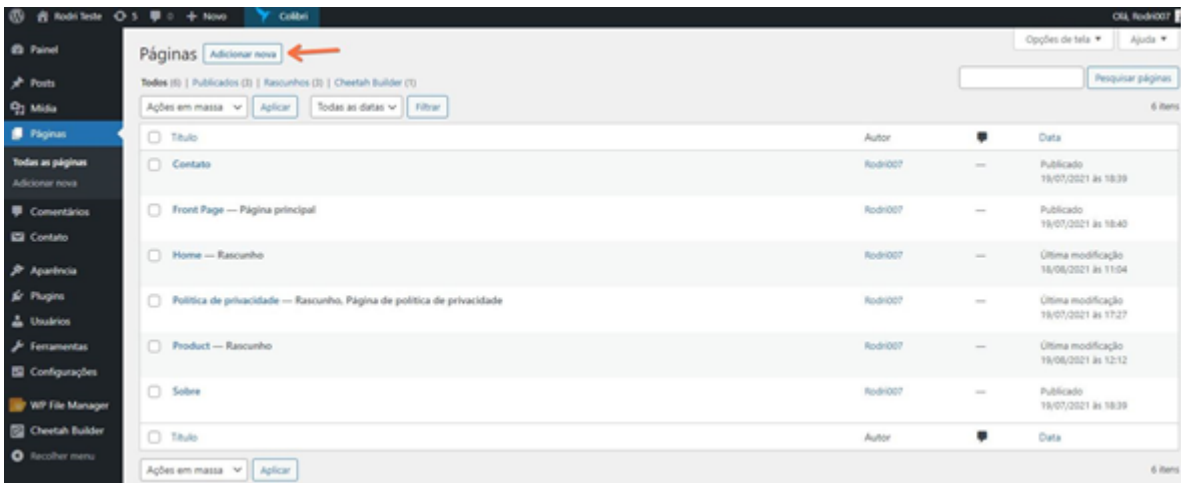 Rodri Teste 5 0 + Novo Colibri Olá, Rodri007
Painel
Posts
Mídia
Páginas
Todas as páginas
Adicionar nova
Comentários
Contato
Aparência
Plugins
Usuários
Ferramentas
Configurações
WP File Manager
Cheetah Builder
Recolher menu
Opções de tela Ajuda
Páginas Adicionar nova
Todos (6) | Publicados (3) | Rascunhos (3) | Cheetah Builder (1)
Pesquisar páginas
Ações em massa Aplicar Todas as datas Filtrar 6 itens
Título Autor Data
Contato Rodri007 — Publicado
19/07/2021 às 18:39
Front Page — Página principal Rodri007 — Publicado
19/07/2021 às 18:40
Home — Rascunho Rodri007 — Última modificação
18/08/2021 às 11:04
Política de privacidade — Rascunho, Página de política de privacidade Rodri007 — Última modificação
19/07/2021 às 17:27
Product — Rascunho Rodri007 — Última modificação
19/08/2021 às 12:12
Sobre Rodri007 — Publicado
19/07/2021 às 18:39
Título Autor Data
Ações em massa Aplicar 6 itens